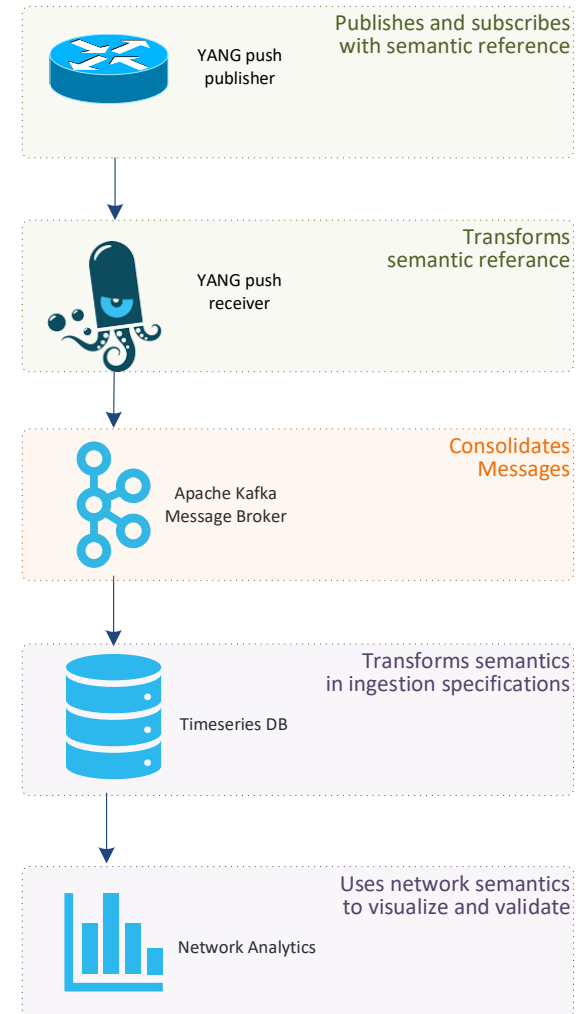 Publishes and subscribes
with semantic reference
YANG push
publisher
Transforms
semantic referance
YANG push
receiver
Consolidates
Messages
Apache Kafka
Message Broker
Transforms semantics
in ingestion specifications
Timeseries DB
Uses network semantics
to visualize and validate
Network Analytics